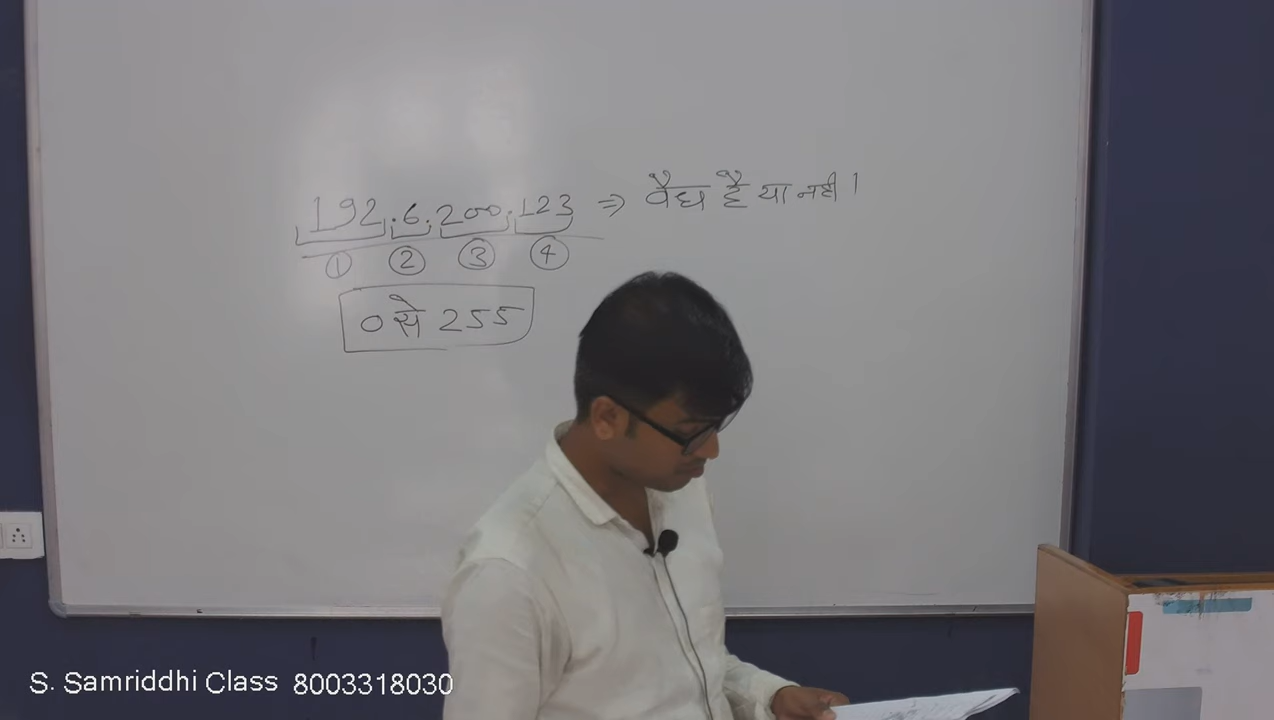 192.6.200.123 ⇒ वैघ है या नही।
① ② ③ ④
0 से 255
S. Samriddhi Class 8003318030